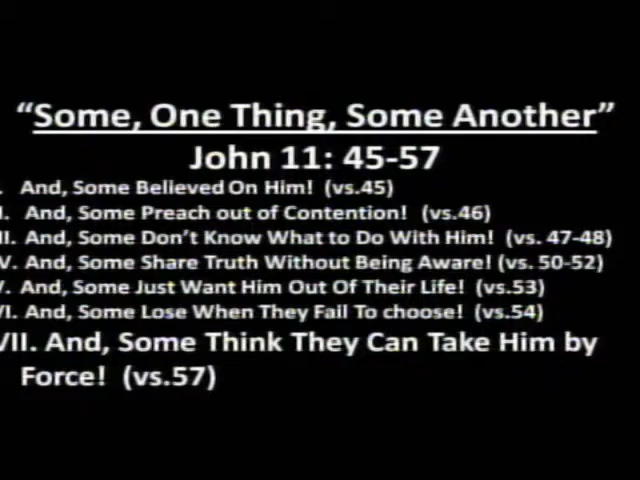 “Some, One Thing, Some Another”
John 11: 45-57
. And, Some Believed On Him! (vs.45)
I. And, Some Preach out of Contention! (vs.46)
II. And, Some Don’t Know What to Do With Him! (vs. 47-48)
V. And, Some Share Truth Without Being Aware! (vs. 50-52)
. And, Some Just Want Him Out Of Their Life! (vs.53)
VI. And, Some Lose When They Fail To choose! (vs.54)
VII. And, Some Think They Can Take Him by
Force! (vs.57)